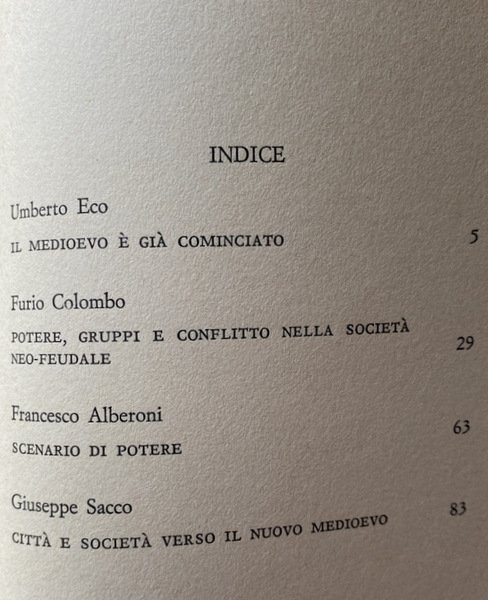 INDICE
Umberto Eco
IL MEDIOEVO È GIÀ COMINCIATO 5
Furio Colombo
POTERE, GRUPPI E CONFLITTO NELLA SOCIETÀ
NEO-FEUDALE 29
Francesco Alberoni
SCENARIO DI POTERE 63
Giuseppe Sacco
CITTÀ E SOCIETÀ VERSO IL NUOVO MEDIOEVO 83